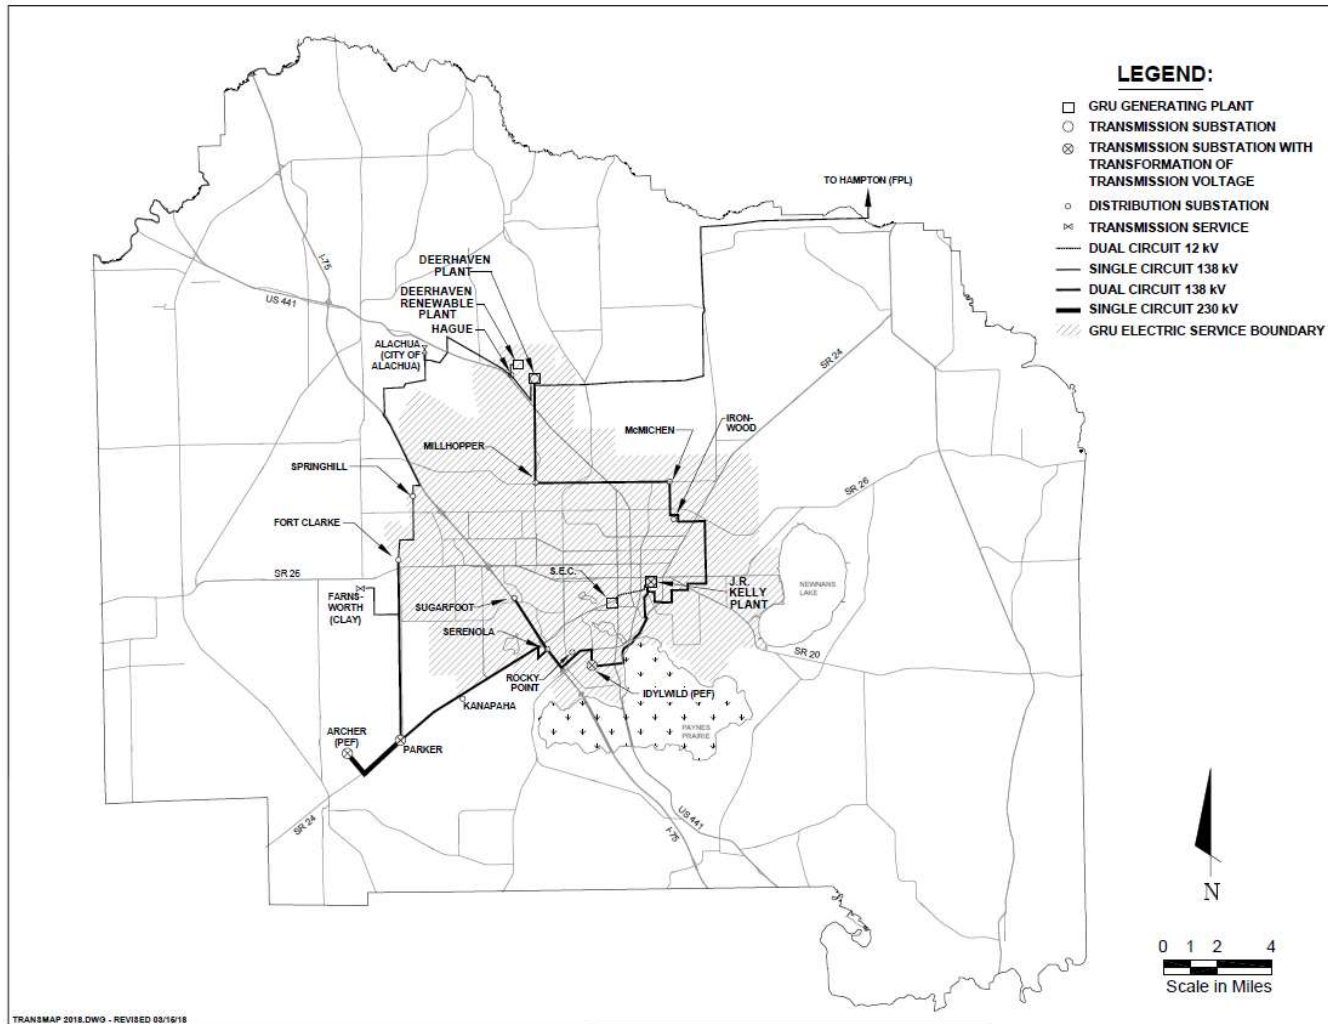 LEGEND:
GRU GENERATING PLANT
TRANSMISSION SUBSTATION
TRANSMISSION SUBSTATION WITH
TRANSFORMATION OF
TRANSMISSION VOLTAGE
DISTRIBUTION SUBSTATION
TRANSMISSION SERVICE
DUAL CIRCUIT 12 kV
SINGLE CIRCUIT 138 kV
DUAL CIRCUIT 138 kV
SINGLE CIRCUIT 230 kV
GRU ELECTRIC SERVICE BOUNDARY
TO HAMPTON (FPL)
I-75
US 441
DEERHAVEN
PLANT
DEERHAVEN
RENEWABLE
PLANT
HAGUE
ALACHUA
(CITY OF
ALACHUA)
SR 24
IRON-
WOOD
McMICHEN
MILLHOPPER
SPRINGHILL
SR 26
FORT CLARKE
SR 26
S.E.C.
J.R.
KELLY
PLANT
NEWNANS
LAKE
FARNS-
WORTH
(CLAY)
SUGARFOOT
SERENOLA
SR 20
ROCKY
POINT
IDYLWILD (PEF)
KANAPAHA
PAYNES
PRAIRIE
ARCHER
(PEF)
PARKER
SR 24
US 441
I-75
N
0 1 2 4
Scale in Miles
TRANSMAP 2018.DWG - REVISED 03/15/18